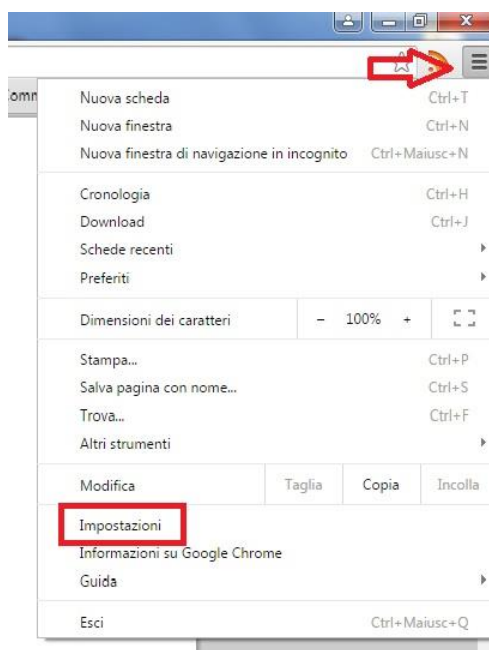 Nuova scheda Ctrl+T
Nuova finestra Ctrl+N
Nuova finestra di navigazione in incognito Ctrl+Maiusc+N
Cronologia Ctrl+H
Download Ctrl+J
Schede recenti
Preferiti
Dimensioni dei caratteri - 100% +
Stampa... Ctrl+P
Salva pagina con nome... Ctrl+S
Trova... Ctrl+F
Altri strumenti
Modifica Taglia Copia Incolla
Impostazioni
Informazioni su Google Chrome
Guida
Esci Ctrl+Maiusc+Q